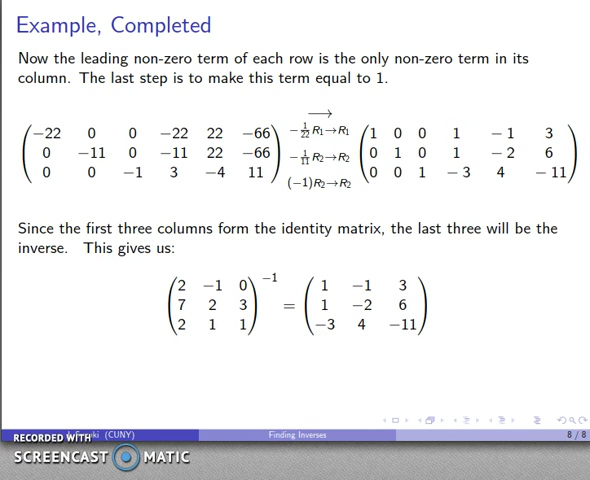 Example, Completed
Now the leading non-zero term of each row is the only non-zero term in its
column. The last step is to make this term equal to 1.
(−22 0 0 −22 22 −66) −1/22 R₁→R₁ (1 0 0 1 −1 3)
(0 −11 0 −11 22 −66) −1/11 R₂→R₂ (0 1 0 1 −2 6)
(0 0 −1 3 −4 11) (−1)R₂→R₂ (0 0 1 −3 4 −11)
Since the first three columns form the identity matrix, the last three will be the
inverse. This gives us:
(2 −1 0)⁻¹ (1 −1 3)
(7 2 3) = (1 −2 6)
(2 1 1) (−3 4 −11)
RECORDED WITH (CUNY) Finding Inverses 8 / 8
SCREENCAST MATIC